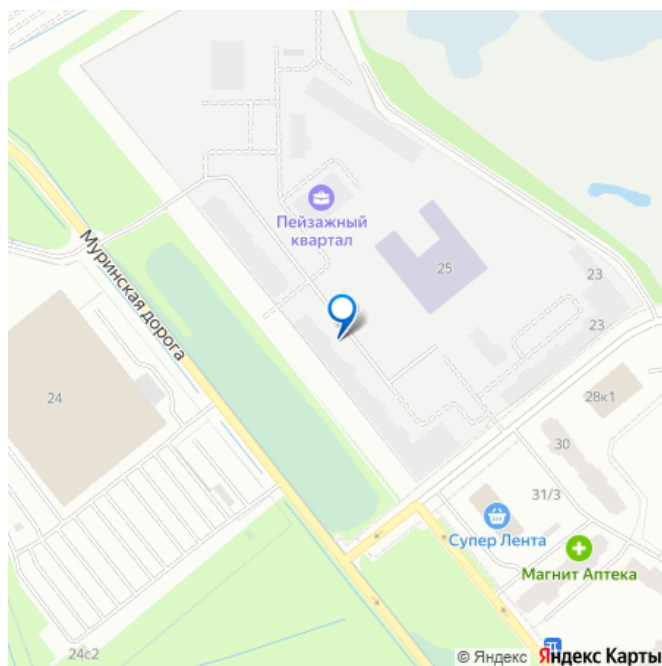 Муринская дорога
Пейзажный
квартал
25
23
23
24
28к1
30
31/3
Супер Лента
Магнит Аптека
24с2
© Яндекс Яндекс Карты